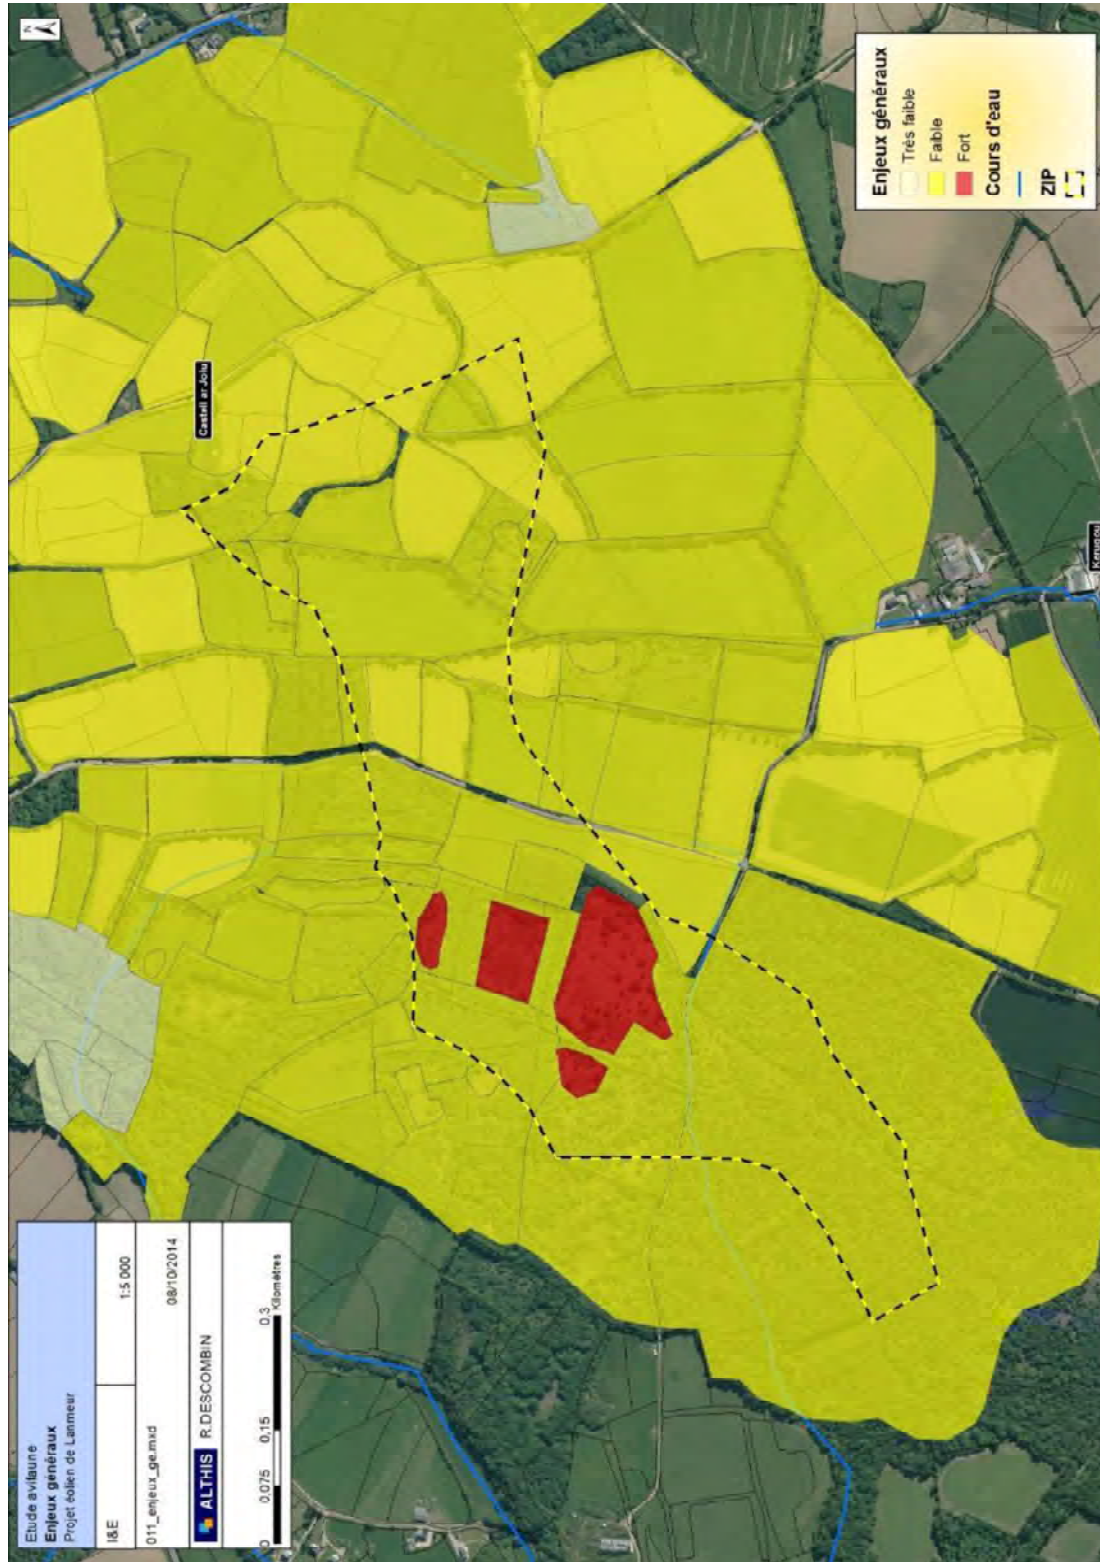 Etude avifaune
Enjeux généraux
Projet éolien de Lanmeur
I&E
1:5 000
011_enjeux_ge.mxd
08/10/2014
ALTHIS R.DESCOMBIN
0 0,075 0,15 0,3
Kilomètres
N
Castell ar Jolu
Enjeux généraux
Très faible
Faible
Fort
Cours d'eau
ZIP